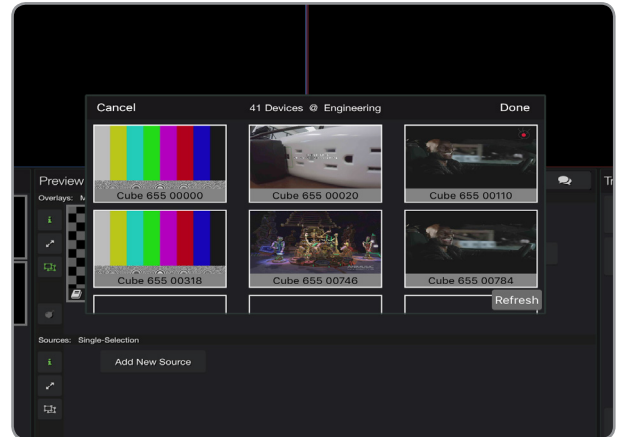 Cancel
41 Devices @ Engineering
Done
Cube 655 00000
Cube 655 00020
Cube 655 00110
Cube 655 00318
Cube 655 00746
Cube 655 00784
Refresh
Preview
Tr
Overlays: M
Sources: Single-Selection
Add New Source